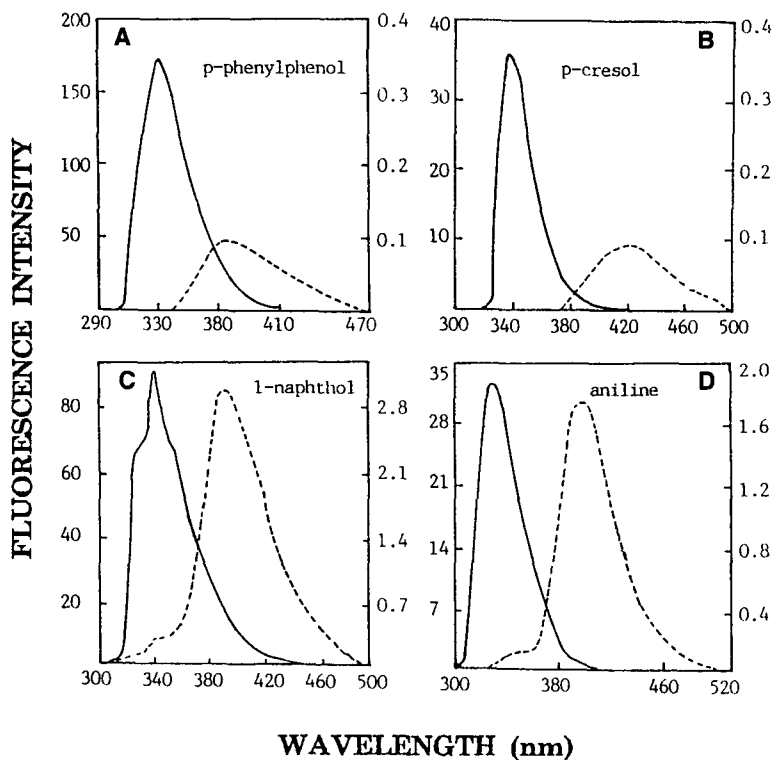 FLUORESCENCE INTENSITY
A
p-phenylphenol
200
150
100
50
0.4
0.3
0.2
0.1
290 330 380 410 470
B
p-cresol
40
30
20
10
0.4
0.3
0.2
0.1
300 340 380 420 460 500
C
1-naphthol
80
60
40
20
2.8
2.1
1.4
0.7
300 340 380 420 460 500
D
aniline
35
28
21
14
7
2.0
1.6
1.2
0.8
0.4
300 380 460 520
WAVELENGTH (nm)